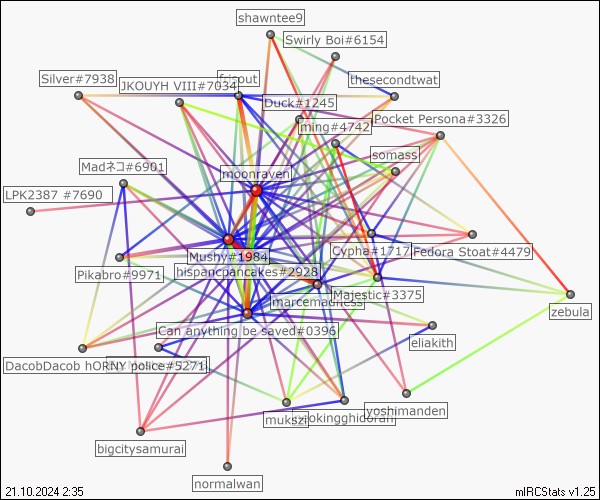 shawntee9
Swirly Boi#6154
Silver#7938
JKOUYH VIII#7034
thesecondtwat
Duck#1245
ming#4742
Pocket Persona#3326
somass
Madネコ#6901
moonraven
LPK2387 #7690
Mushy#1984
Cypha#1717
Fedora Stoat#4479
Pikabro#9971
hispancpancakes#2928
Majestic#3375
marcemadness
zebula
Can anything be saved#0396
eliakith
DacobDacob hORNY police#5271
yoshimanden
mukszi
bigcitysamurai
normalwan
21.10.2024 2:35
mIRCStats v1.25